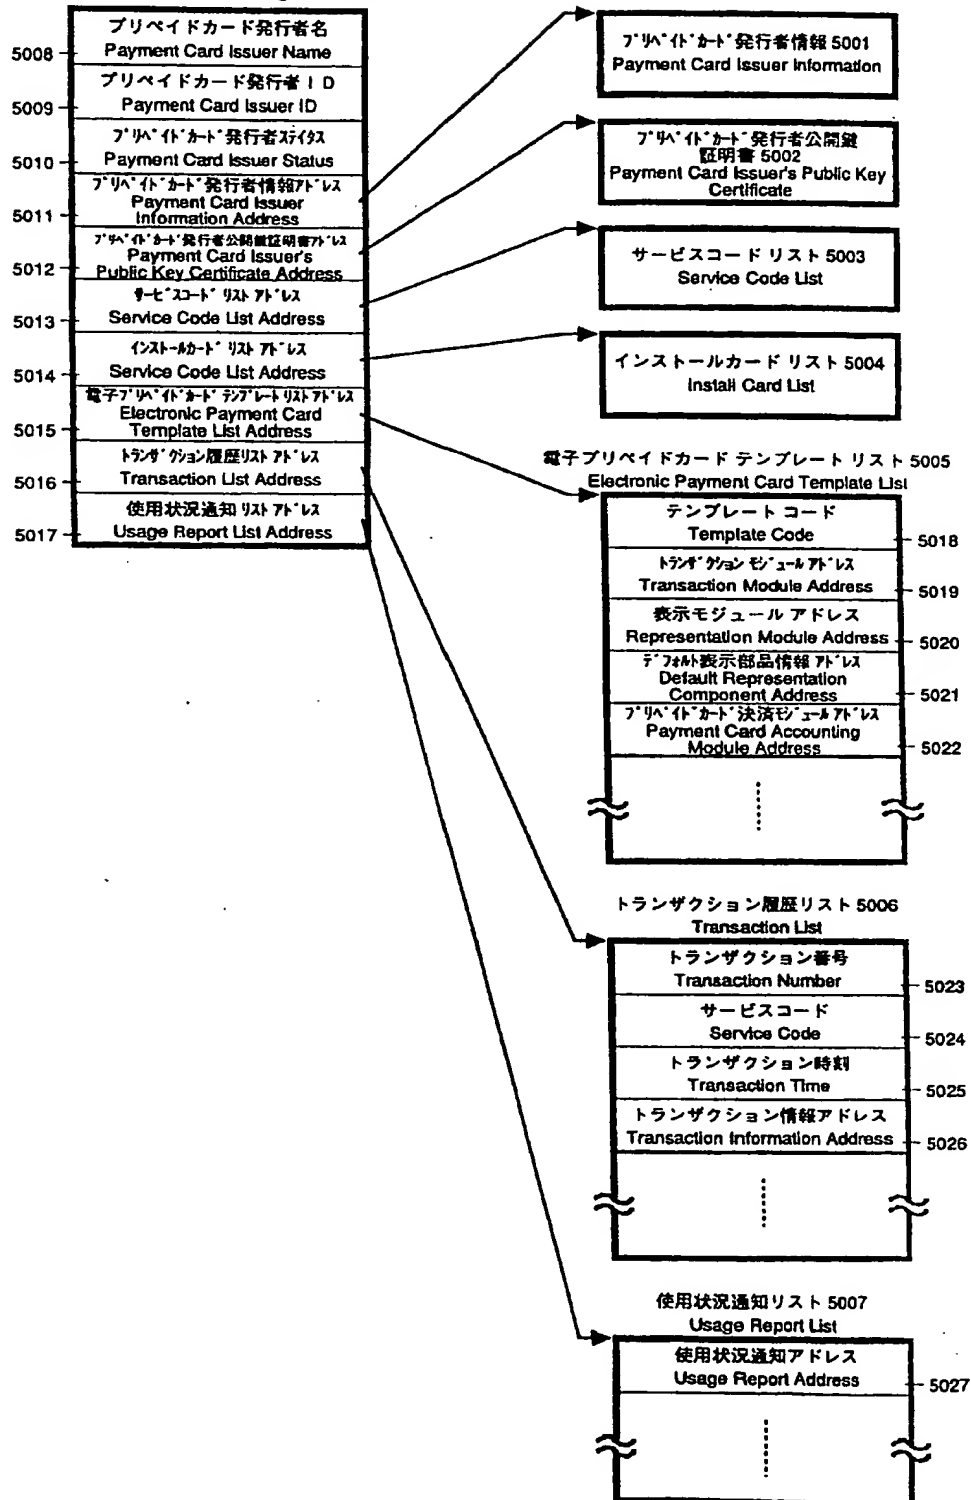 プリペイドカード発行者名
5008
Payment Card Issuer Name
プリペイドカード発行者ID
5009
Payment Card Issuer ID
プリペイドカード発行者ステイタス
5010
Payment Card Issuer Status
プリペイドカード発行者情報アドレス
Payment Card Issuer
5011
Information Address
プリペイドカード発行者公開鍵証明書アドレス
Payment Card Issuer's
5012
Public Key Certificate Address
サービスコード リスト アドレス
5013
Service Code List Address
インストールカード リスト アドレス
5014
Service Code List Address
電子プリペイドカード テンプレート リスト アドレス
Electronic Payment Card
5015
Template List Address
トランザクション履歴リスト アドレス
5016
Transaction List Address
使用状況通知 リスト アドレス
5017
Usage Report List Address
プリペイドカード発行者情報 5001
Payment Card Issuer Information
プリペイドカード発行者公開鍵
証明書 5002
Payment Card Issuer's Public Key
Certificate
サービスコード リスト 5003
Service Code List
インストールカード リスト 5004
Install Card List
電子プリペイドカード テンプレート リスト 5005
Electronic Payment Card Template List
テンプレート コード
Template Code
5018
トランザクション モジュール アドレス
Transaction Module Address
5019
表示モジュール アドレス
Representation Module Address
5020
デフォルト表示部品情報 アドレス
Default Representation
Component Address
5021
プリペイドカード決済モジュール アドレス
Payment Card Accounting
Module Address
5022
トランザクション履歴リスト 5006
Transaction List
トランザクション番号
Transaction Number
5023
サービスコード
Service Code
5024
トランザクション時刻
Transaction Time
5025
トランザクション情報アドレス
Transaction Information Address
5026
使用状況通知リスト 5007
Usage Report List
使用状況通知アドレス
Usage Report Address
5027